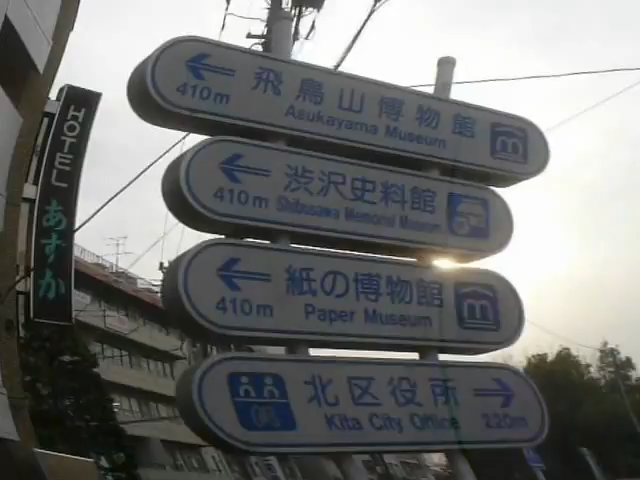 HOTEL あすか
飛鳥山博物館
410m Asukayama Museum
渋沢史料館
410m Shibusawa Memorial Museum
紙の博物館
410m Paper Museum
北区役所
Kita City Office 220m